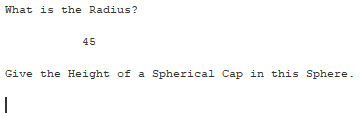 What is the Radius?
45
Give the Height of a Spherical Cap in this Sphere.